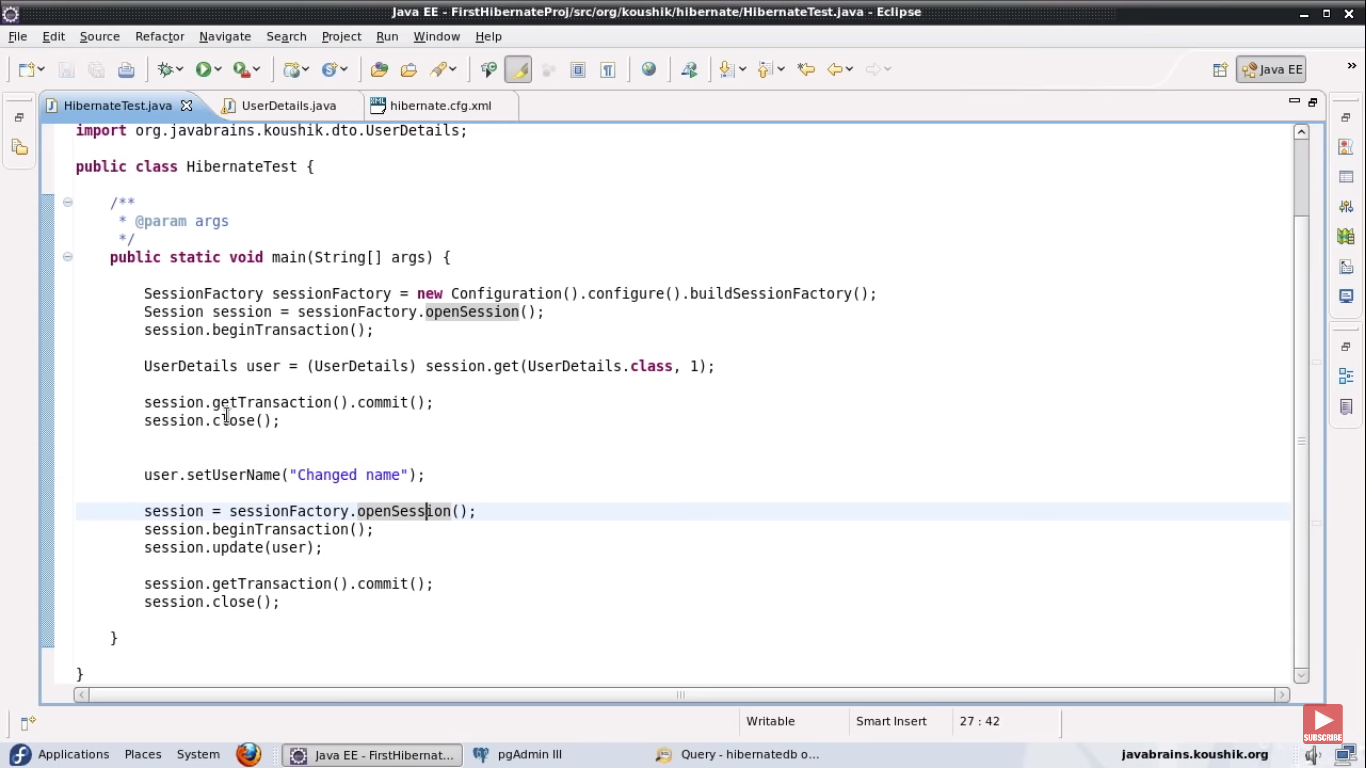 Java EE - FirstHibernateProj/src/org/koushik/hibernate/HibernateTest.java - Eclipse
File Edit Source Refactor Navigate Search Project Run Window Help
Java EE
»
HibernateTest.java UserDetails.java hibernate.cfg.xml
import org.javabrains.koushik.dto.UserDetails;
public class HibernateTest {
/**
* @param args
*/
public static void main(String[] args) {
SessionFactory sessionFactory = new Configuration().configure().buildSessionFactory();
Session session = sessionFactory.openSession();
session.beginTransaction();
UserDetails user = (UserDetails) session.get(UserDetails.class, 1);
session.getTransaction().commit();
session.close();
user.setUserName("Changed name");
session = sessionFactory.openSession();
session.beginTransaction();
session.update(user);
session.getTransaction().commit();
session.close();
}
}
Writable Smart Insert 27 : 42
SUBSCRIBE
Applications Places System Java EE - FirstHibernat... pgAdmin III Query - hibernatedb o... javabrains.koushik.org